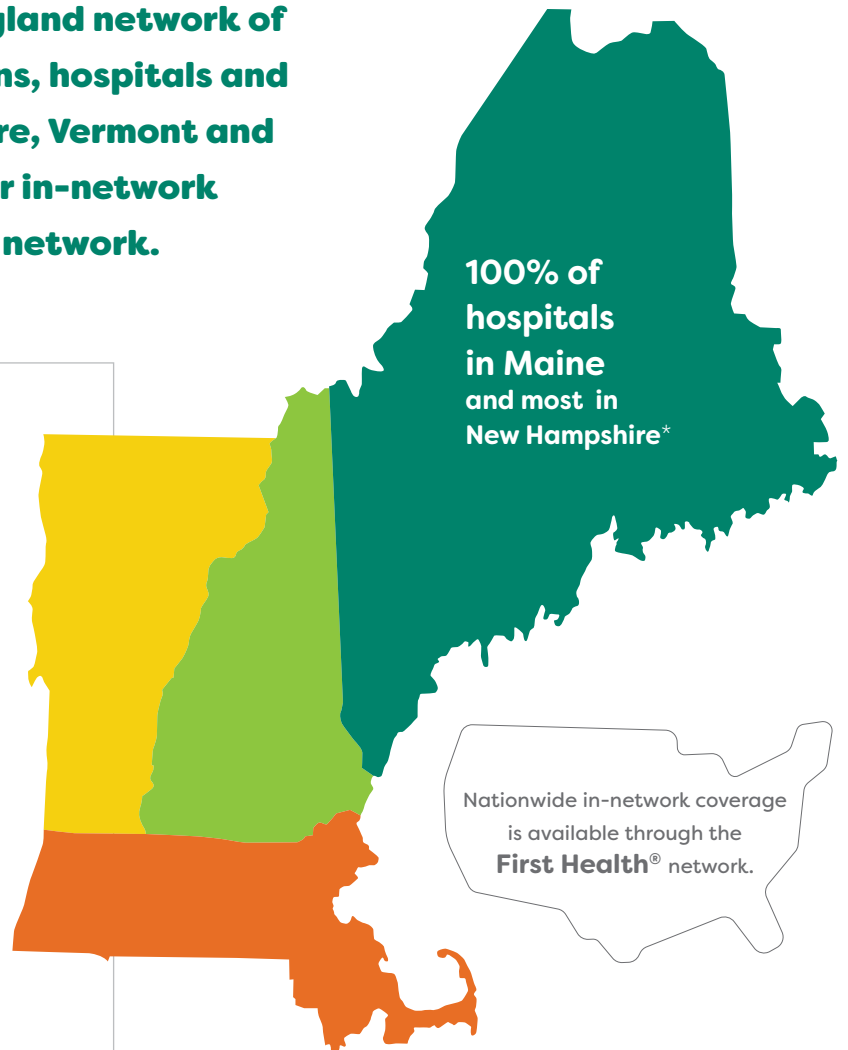 gland network of
ns, hospitals and
re, Vermont and
r in-network
network.
100% of
hospitals
in Maine
and most in
New Hampshire*
Nationwide in-network coverage
is available through the
First Health® network.